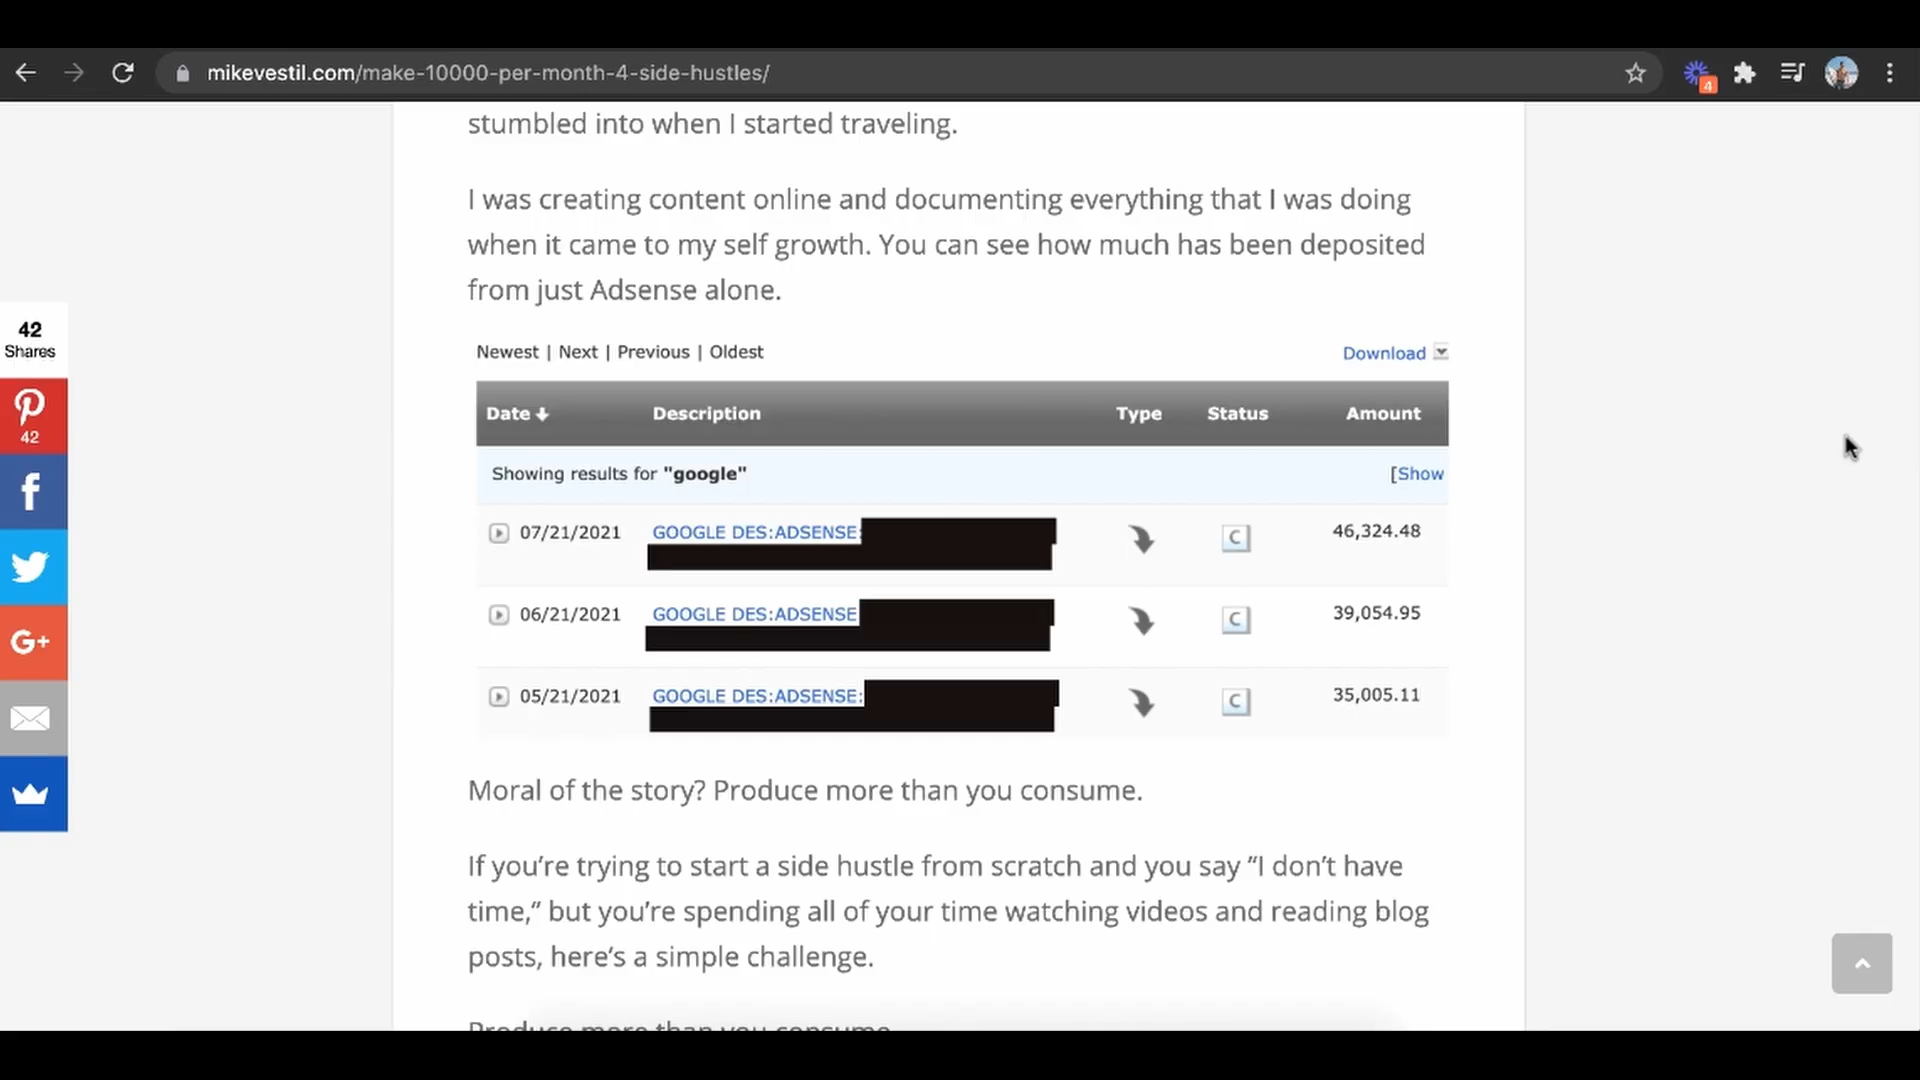 mikevestil.com/make-10000-per-month-4-side-hustles/
4
stumbled into when I started traveling.
I was creating content online and documenting everything that I was doing
when it came to my self growth. You can see how much has been deposited
from just Adsense alone.
42
Shares
42
f
G+
Newest | Next | Previous | Oldest
Download
Date Description Type Status Amount
Showing results for "google"
[Show
07/21/2021 GOOGLE DES:ADSENSE: C 46,324.48
06/21/2021 GOOGLE DES:ADSENSE C 39,054.95
05/21/2021 GOOGLE DES:ADSENSE: C 35,005.11
Moral of the story? Produce more than you consume.
If you’re trying to start a side hustle from scratch and you say “I don’t have
time,” but you’re spending all of your time watching videos and reading blog
posts, here’s a simple challenge.
Produce more than you consume